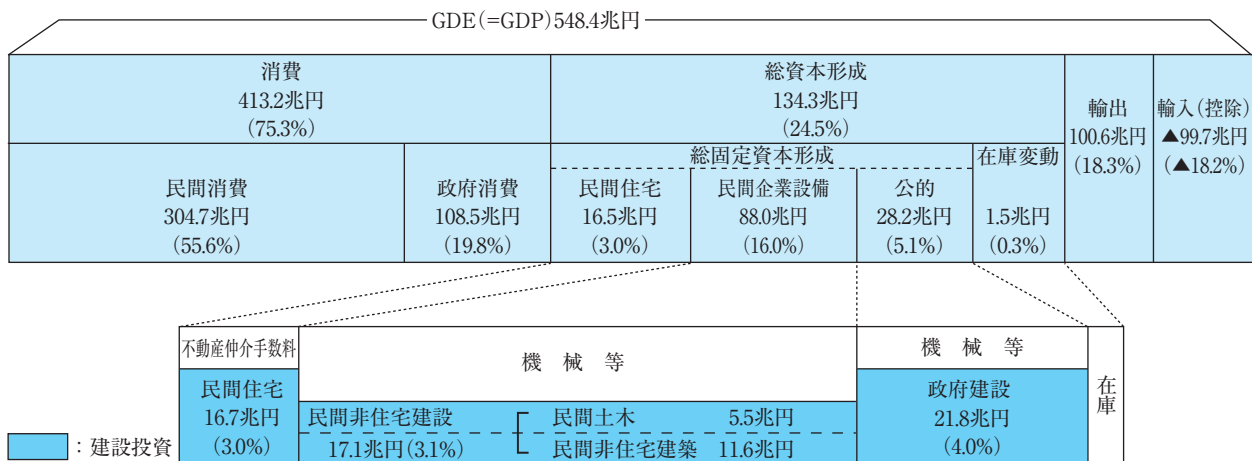 GDE(=GDP)548.4兆円
消費
413.2兆円
(75.3%)
総資本形成
134.3兆円
(24.5%)
輸出
100.6兆円
(18.3%)
輸入(控除)
▲99.7兆円
(▲18.2%)
民間消費
304.7兆円
(55.6%)
政府消費
108.5兆円
(19.8%)
総固定資本形成
民間住宅
16.5兆円
(3.0%)
民間企業設備
88.0兆円
(16.0%)
公的
28.2兆円
(5.1%)
在庫変動
1.5兆円
(0.3%)
不動産仲介手数料
民間住宅
16.7兆円
(3.0%)
機 械 等
民間非住宅建設
17.1兆円(3.1%)
民間土木 5.5兆円
民間非住宅建築 11.6兆円
機 械 等
政府建設
21.8兆円
(4.0%)
在庫
:建設投資